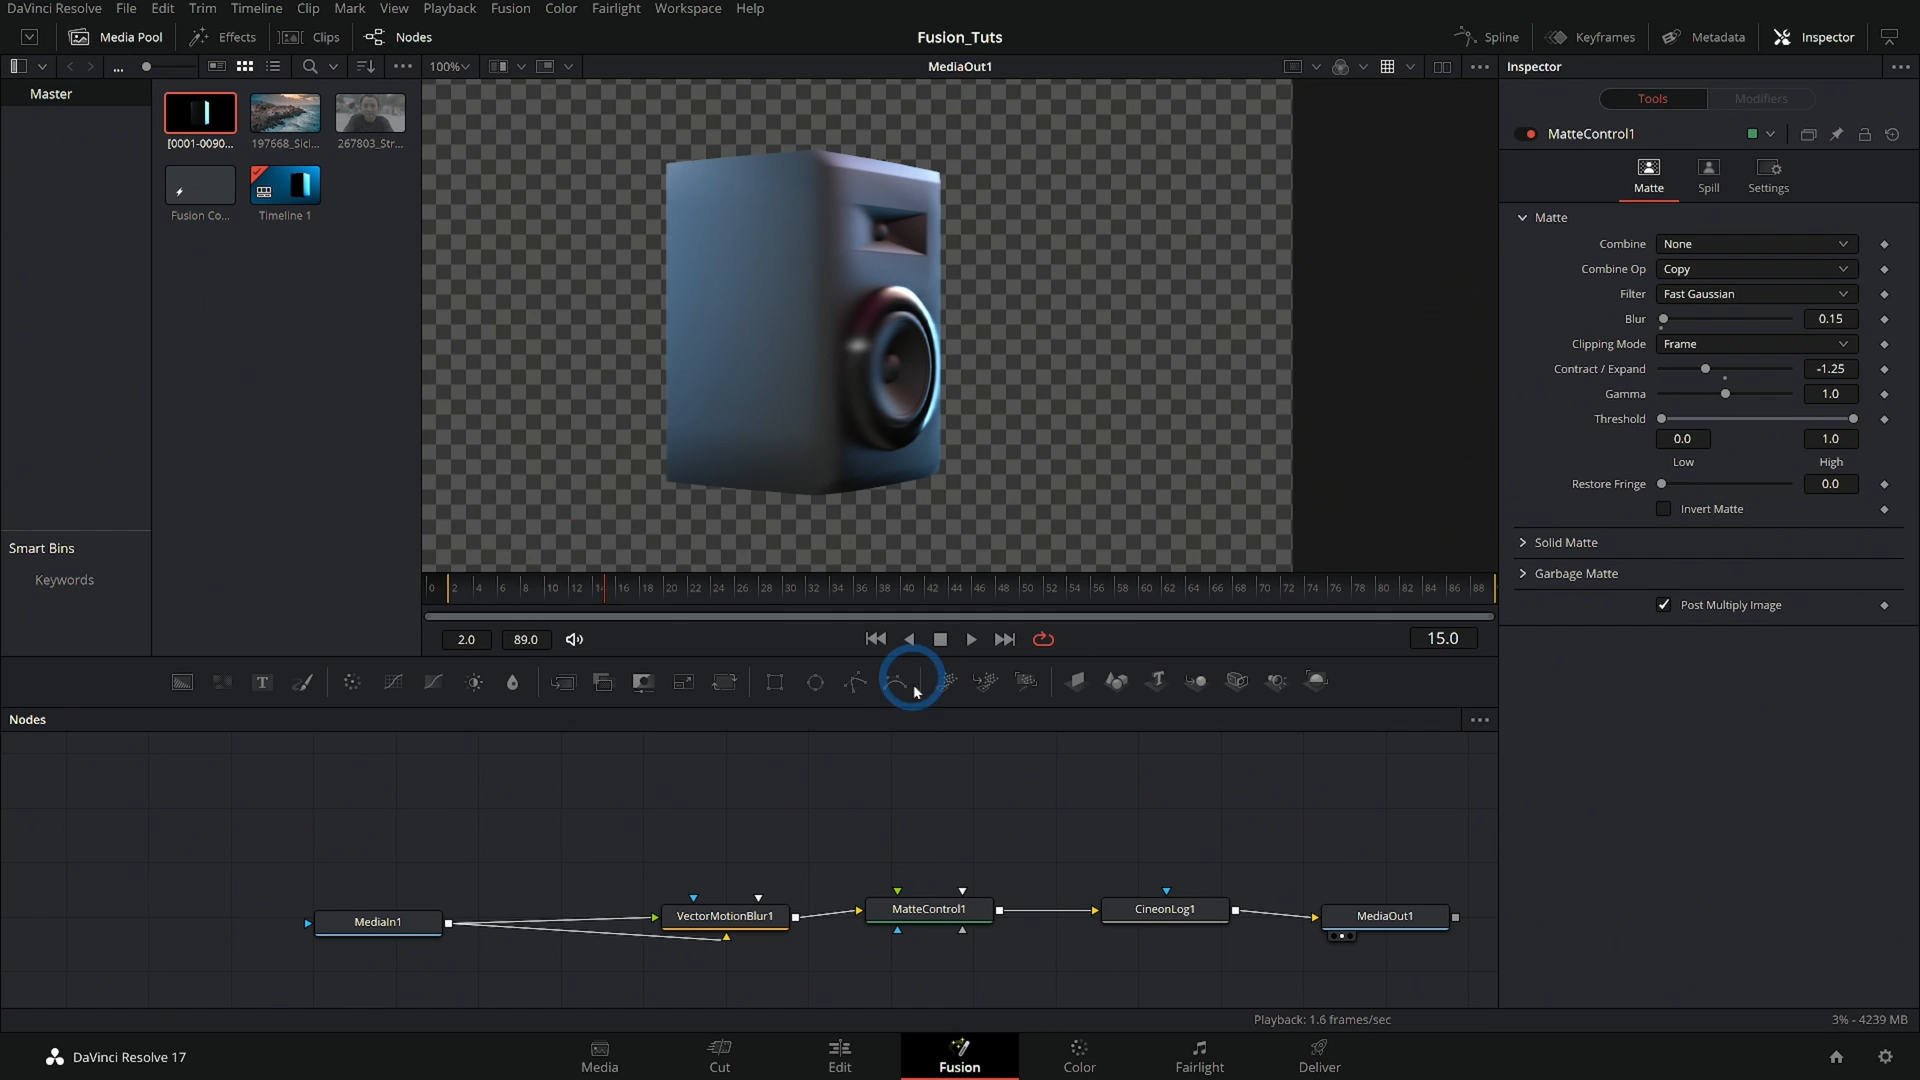 DaVinci Resolve File Edit Trim Timeline Clip Mark View Playback Fusion Color Fairlight Workspace Help
Media Pool Effects Clips Nodes Fusion_Tuts Spline Keyframes Metadata Inspector
... 100% MediaOut1 Inspector
Master
[0001-0090... 197668_Sici... 267803_Str...
Fusion Co... Timeline 1
Smart Bins
Keywords
Tools Modifiers
MatteControl1
Matte Spill Settings
Matte
Combine None
Combine Op Copy
Filter Fast Gaussian
Blur 0.15
Clipping Mode Frame
Contract / Expand -1.25
Gamma 1.0
Threshold
0.0 1.0
Low High
Restore Fringe 0.0
Invert Matte
Solid Matte
Garbage Matte
Post Multiply Image
0 2 4 6 8 10 12 16 18 20 22 24 26 28 30 32 34 36 38 40 42 44 46 48 50 52 54 56 58 60 62 64 66 68 70 72 74 76 78 80 82 84 86 88
2.0 89.0 15.0
T
Nodes
MediaIn1 VectorMotionBlur1 MatteControl1 CineonLog1 MediaOut1
Playback: 1.6 frames/sec 3% - 4239 MB
DaVinci Resolve 17 Media Cut Edit Fusion Color Fairlight Deliver